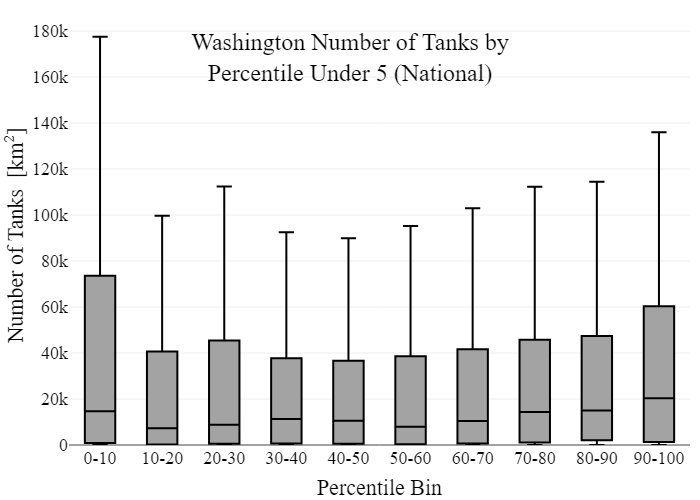 Washington Number of Tanks by
Percentile Under 5 (National)
Number of Tanks [km²]
180k
160k
140k
120k
100k
80k
60k
40k
20k
0
0-10 10-20 20-30 30-40 40-50 50-60 60-70 70-80 80-90 90-100
Percentile Bin